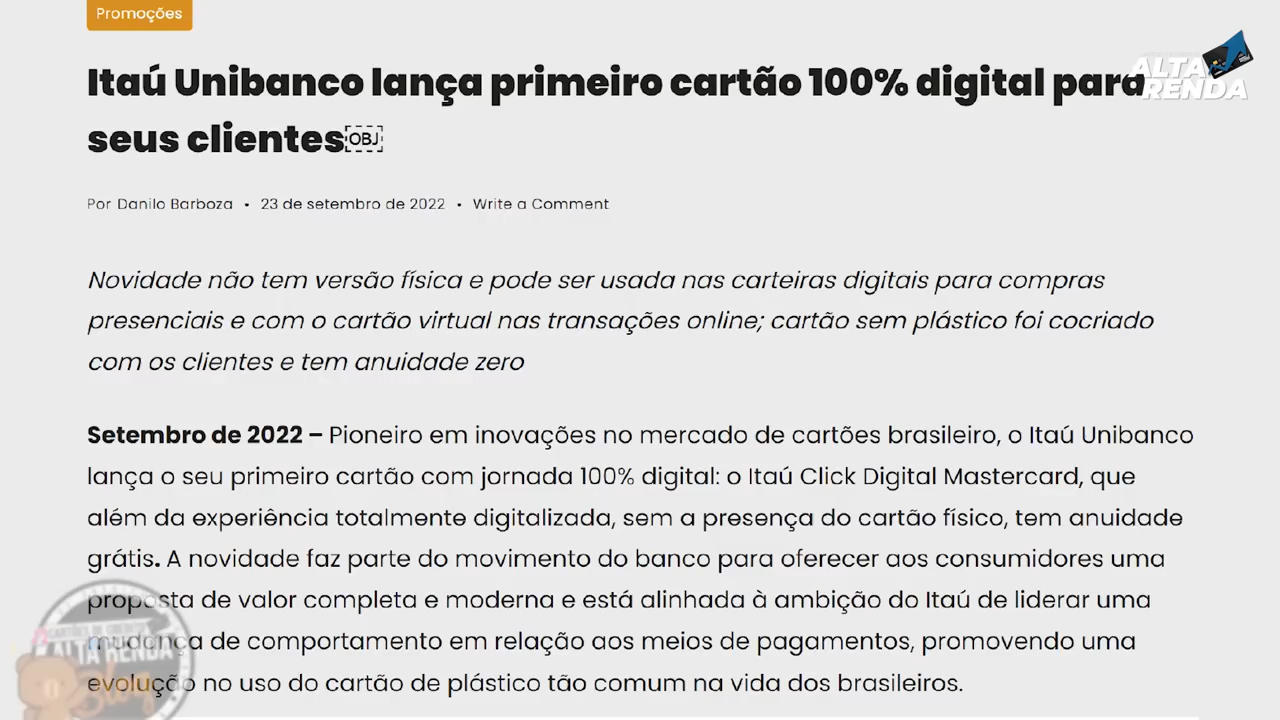 Promoções
ALTA
RENDA
Itaú Unibanco lança primeiro cartão 100% digital para
seus clientes￼
Por Danilo Barboza • 23 de setembro de 2022 • Write a Comment
Novidade não tem versão física e pode ser usada nas carteiras digitais para compras
presenciais e com o cartão virtual nas transações online; cartão sem plástico foi cocriado
com os clientes e tem anuidade zero
Setembro de 2022 – Pioneiro em inovações no mercado de cartões brasileiro, o Itaú Unibanco
lança o seu primeiro cartão com jornada 100% digital: o Itaú Click Digital Mastercard, que
além da experiência totalmente digitalizada, sem a presença do cartão físico, tem anuidade
grátis. A novidade faz parte do movimento do banco para oferecer aos consumidores uma
proposta de valor completa e moderna e está alinhada à ambição do Itaú de liderar uma
mudança de comportamento em relação aos meios de pagamentos, promovendo uma
evolução no uso do cartão de plástico tão comum na vida dos brasileiros.
CARTÕES DE CRÉDITO
ALTA RENDA
Blog